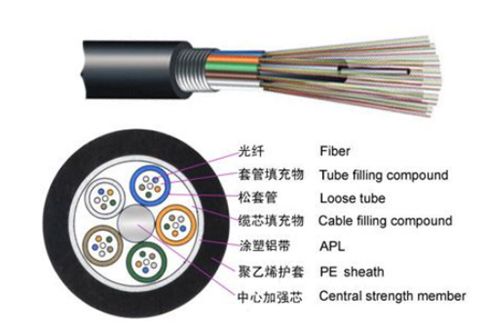 光纤 Fiber
套管填充物 Tube filling compound
松套管 Loose tube
缆芯填充物 Cable filling compound
涂塑铝带 APL
聚乙烯护套 PE sheath
中心加强芯 Central strength member